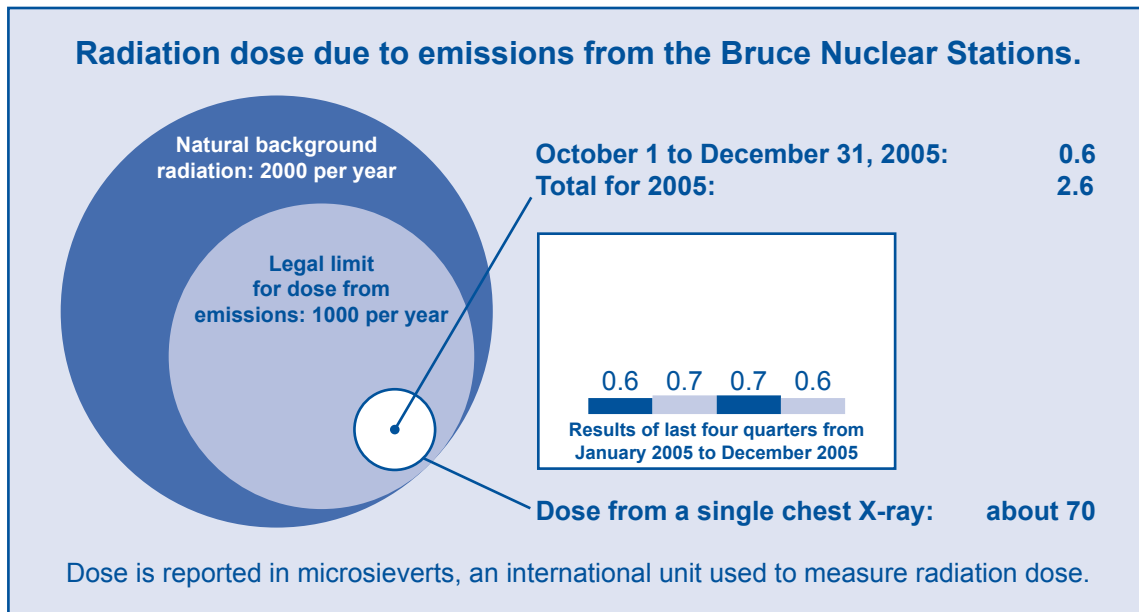 Radiation dose due to emissions from the Bruce Nuclear Stations.
Natural background
radiation: 2000 per year
Legal limit
for dose from
emissions: 1000 per year
October 1 to December 31, 2005: 0.6
Total for 2005: 2.6
0.6 0.7 0.7 0.6
Results of last four quarters from
January 2005 to December 2005
Dose from a single chest X-ray: about 70
Dose is reported in microsieverts, an international unit used to measure radiation dose.